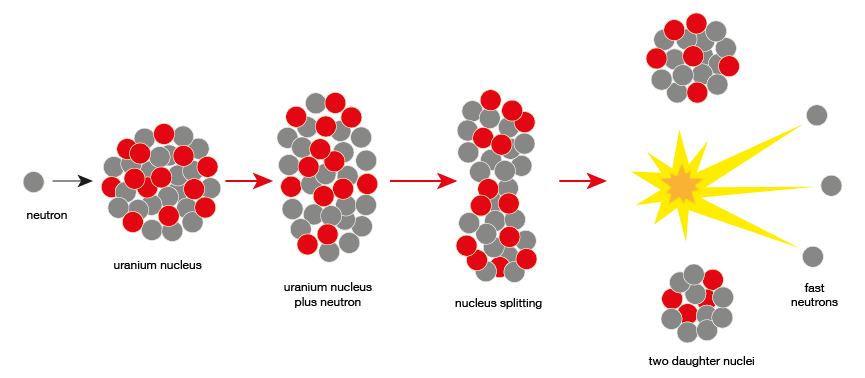 neutron
uranium nucleus
uranium nucleus
plus neutron
nucleus splitting
two daughter nuclei
fast
neutrons